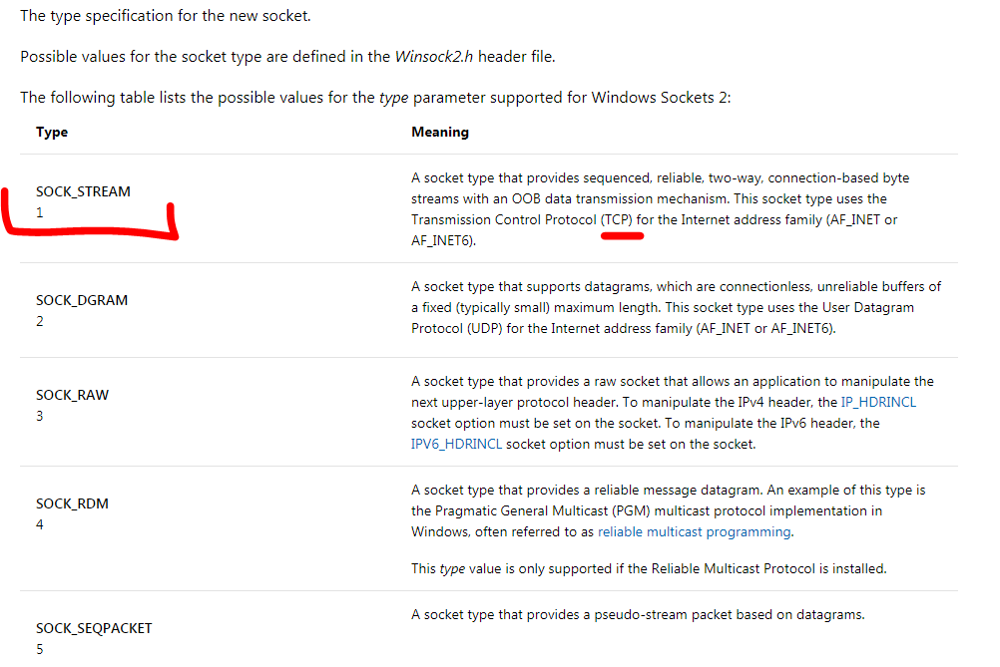 The type specification for the new socket.
Possible values for the socket type are defined in the Winsock2.h header file.
The following table lists the possible values for the type parameter supported for Windows Sockets 2:
Type
Meaning
SOCK_STREAM
1
A socket type that provides sequenced, reliable, two-way, connection-based byte
streams with an OOB data transmission mechanism. This socket type uses the
Transmission Control Protocol (TCP) for the Internet address family (AF_INET or
AF_INET6).
SOCK_DGRAM
2
A socket type that supports datagrams, which are connectionless, unreliable buffers of
a fixed (typically small) maximum length. This socket type uses the User Datagram
Protocol (UDP) for the Internet address family (AF_INET or AF_INET6).
SOCK_RAW
3
A socket type that provides a raw socket that allows an application to manipulate the
next upper-layer protocol header. To manipulate the IPv4 header, the IP_HDRINCL
socket option must be set on the socket. To manipulate the IPv6 header, the
IPV6_HDRINCL socket option must be set on the socket.
SOCK_RDM
4
A socket type that provides a reliable message datagram. An example of this type is
the Pragmatic General Multicast (PGM) multicast protocol implementation in
Windows, often referred to as reliable multicast programming.
This type value is only supported if the Reliable Multicast Protocol is installed.
SOCK_SEQPACKET
5
A socket type that provides a pseudo-stream packet based on datagrams.